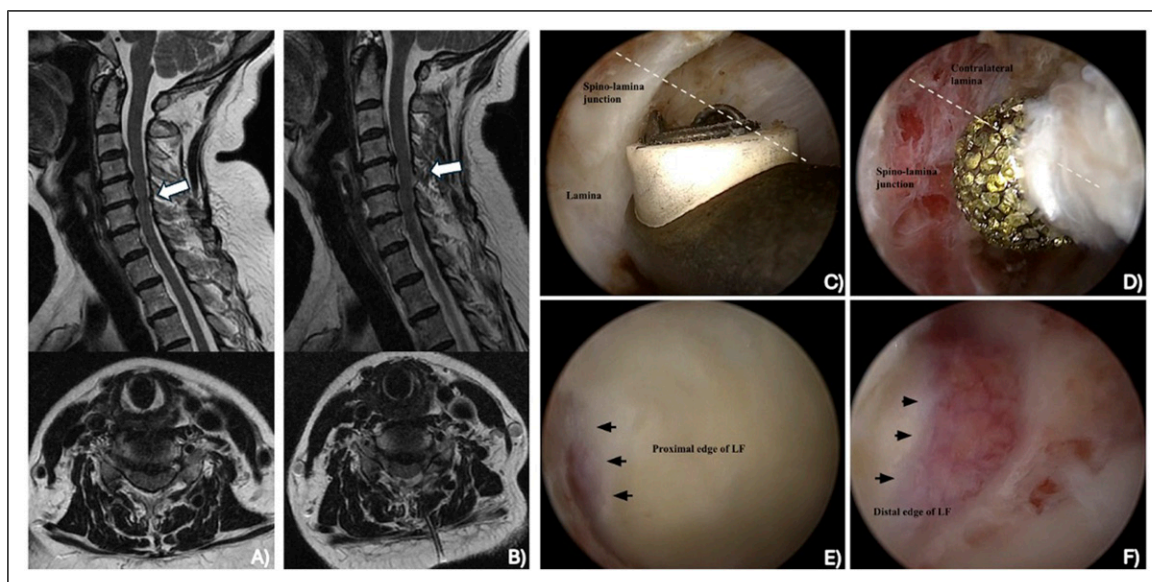 A)
B)
Spino-lamina
junction
Lamina
C)
Contralateral
lamina
Spino-lamina
junction
D)
Proximal edge of LF
E)
Distal edge of LF
F)